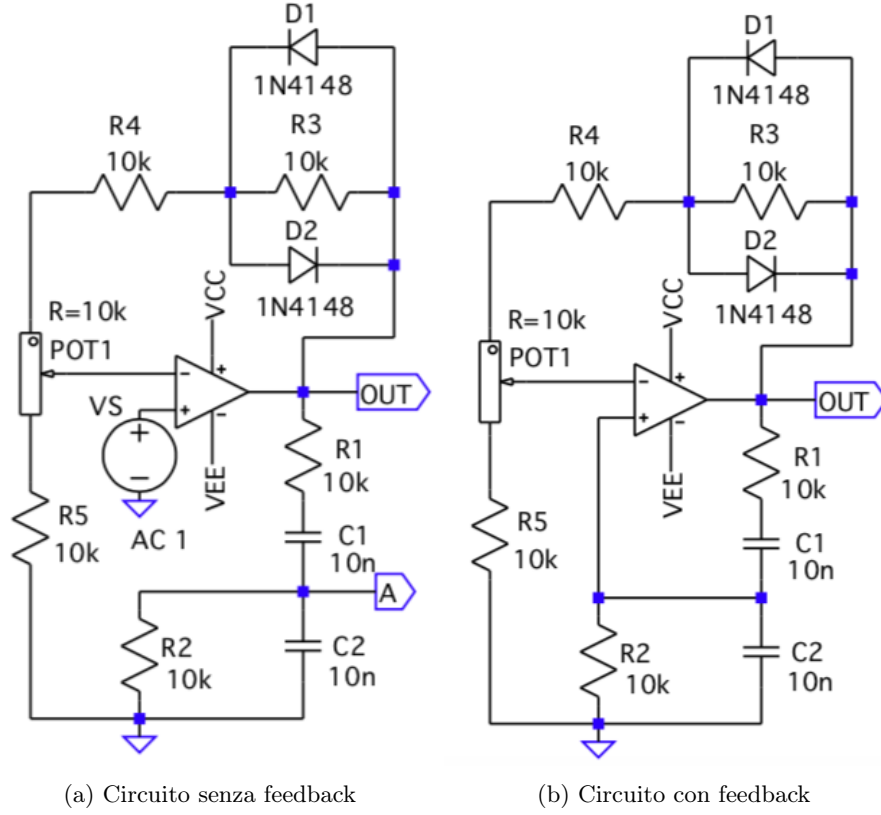 D1
1N4148
R4
10k
R3
10k
D2
1N4148
R=10k
POT1
VCC
VS
OUT
VEE
R1
10k
R5
10k
AC 1
C1
10n
A
R2
10k
C2
10n
(a) Circuito senza feedback
D1
1N4148
R4
10k
R3
10k
D2
1N4148
R=10k
POT1
VCC
OUT
VEE
R1
10k
R5
10k
C1
10n
R2
10k
C2
10n
(b) Circuito con feedback